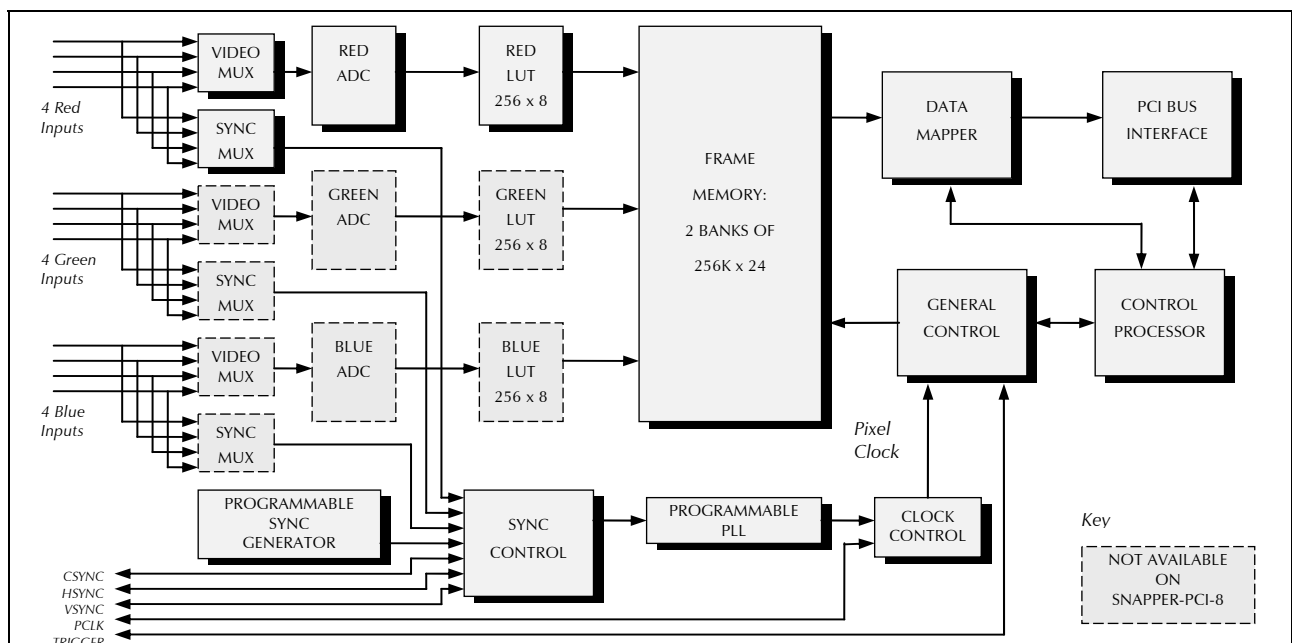 VIDEO
MUX
RED
ADC
RED
LUT
256 x 8
4 Red
Inputs
SYNC
MUX
FRAME
MEMORY:
2 BANKS OF
256K x 24
DATA
MAPPER
PCI BUS
INTERFACE
VIDEO
MUX
GREEN
ADC
GREEN
LUT
256 x 8
4 Green
Inputs
SYNC
MUX
GENERAL
CONTROL
CONTROL
PROCESSOR
VIDEO
MUX
BLUE
ADC
BLUE
LUT
256 x 8
4 Blue
Inputs
SYNC
MUX
Pixel
Clock
PROGRAMMABLE
SYNC
GENERATOR
SYNC
CONTROL
PROGRAMMABLE
PLL
CLOCK
CONTROL
Key
NOT AVAILABLE
ON
SNAPPER-PCI-8
CSYNC
HSYNC
VSYNC
PCLK
TRIGGER